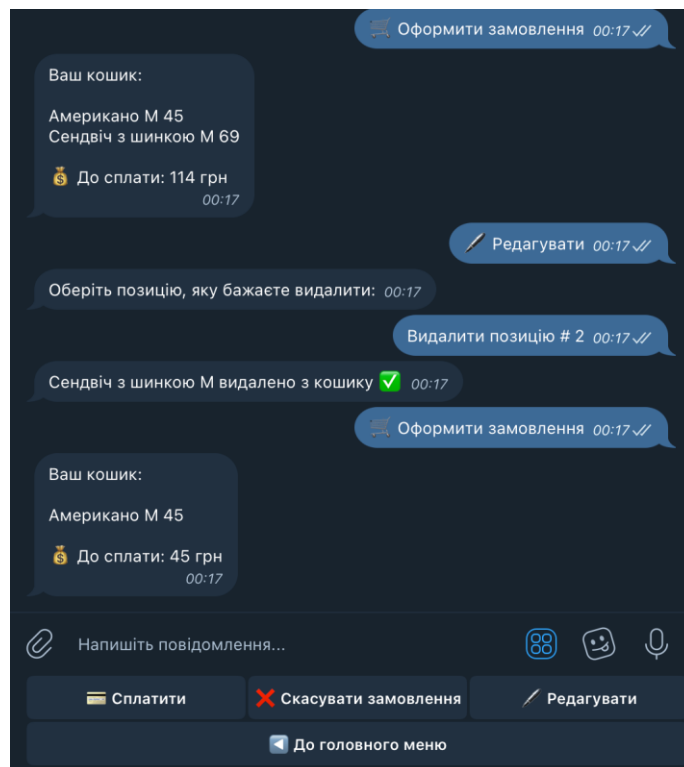 🛒 Оформити замовлення 00:17
Ваш кошик:
Американо М 45
Сендвіч з шинкою М 69
💰 До сплати: 114 грн
00:17
🖋 Редагувати 00:17
Оберіть позицію, яку бажаєте видалити: 00:17
Видалити позицію # 2 00:17
Сендвіч з шинкою М видалено з кошику ✅ 00:17
🛒 Оформити замовлення 00:17
Ваш кошик:
Американо М 45
💰 До сплати: 45 грн
00:17
Напишіть повідомлення...
💳 Сплатити ❌ Скасувати замовлення 🖋 Редагувати
◀️ До головного меню